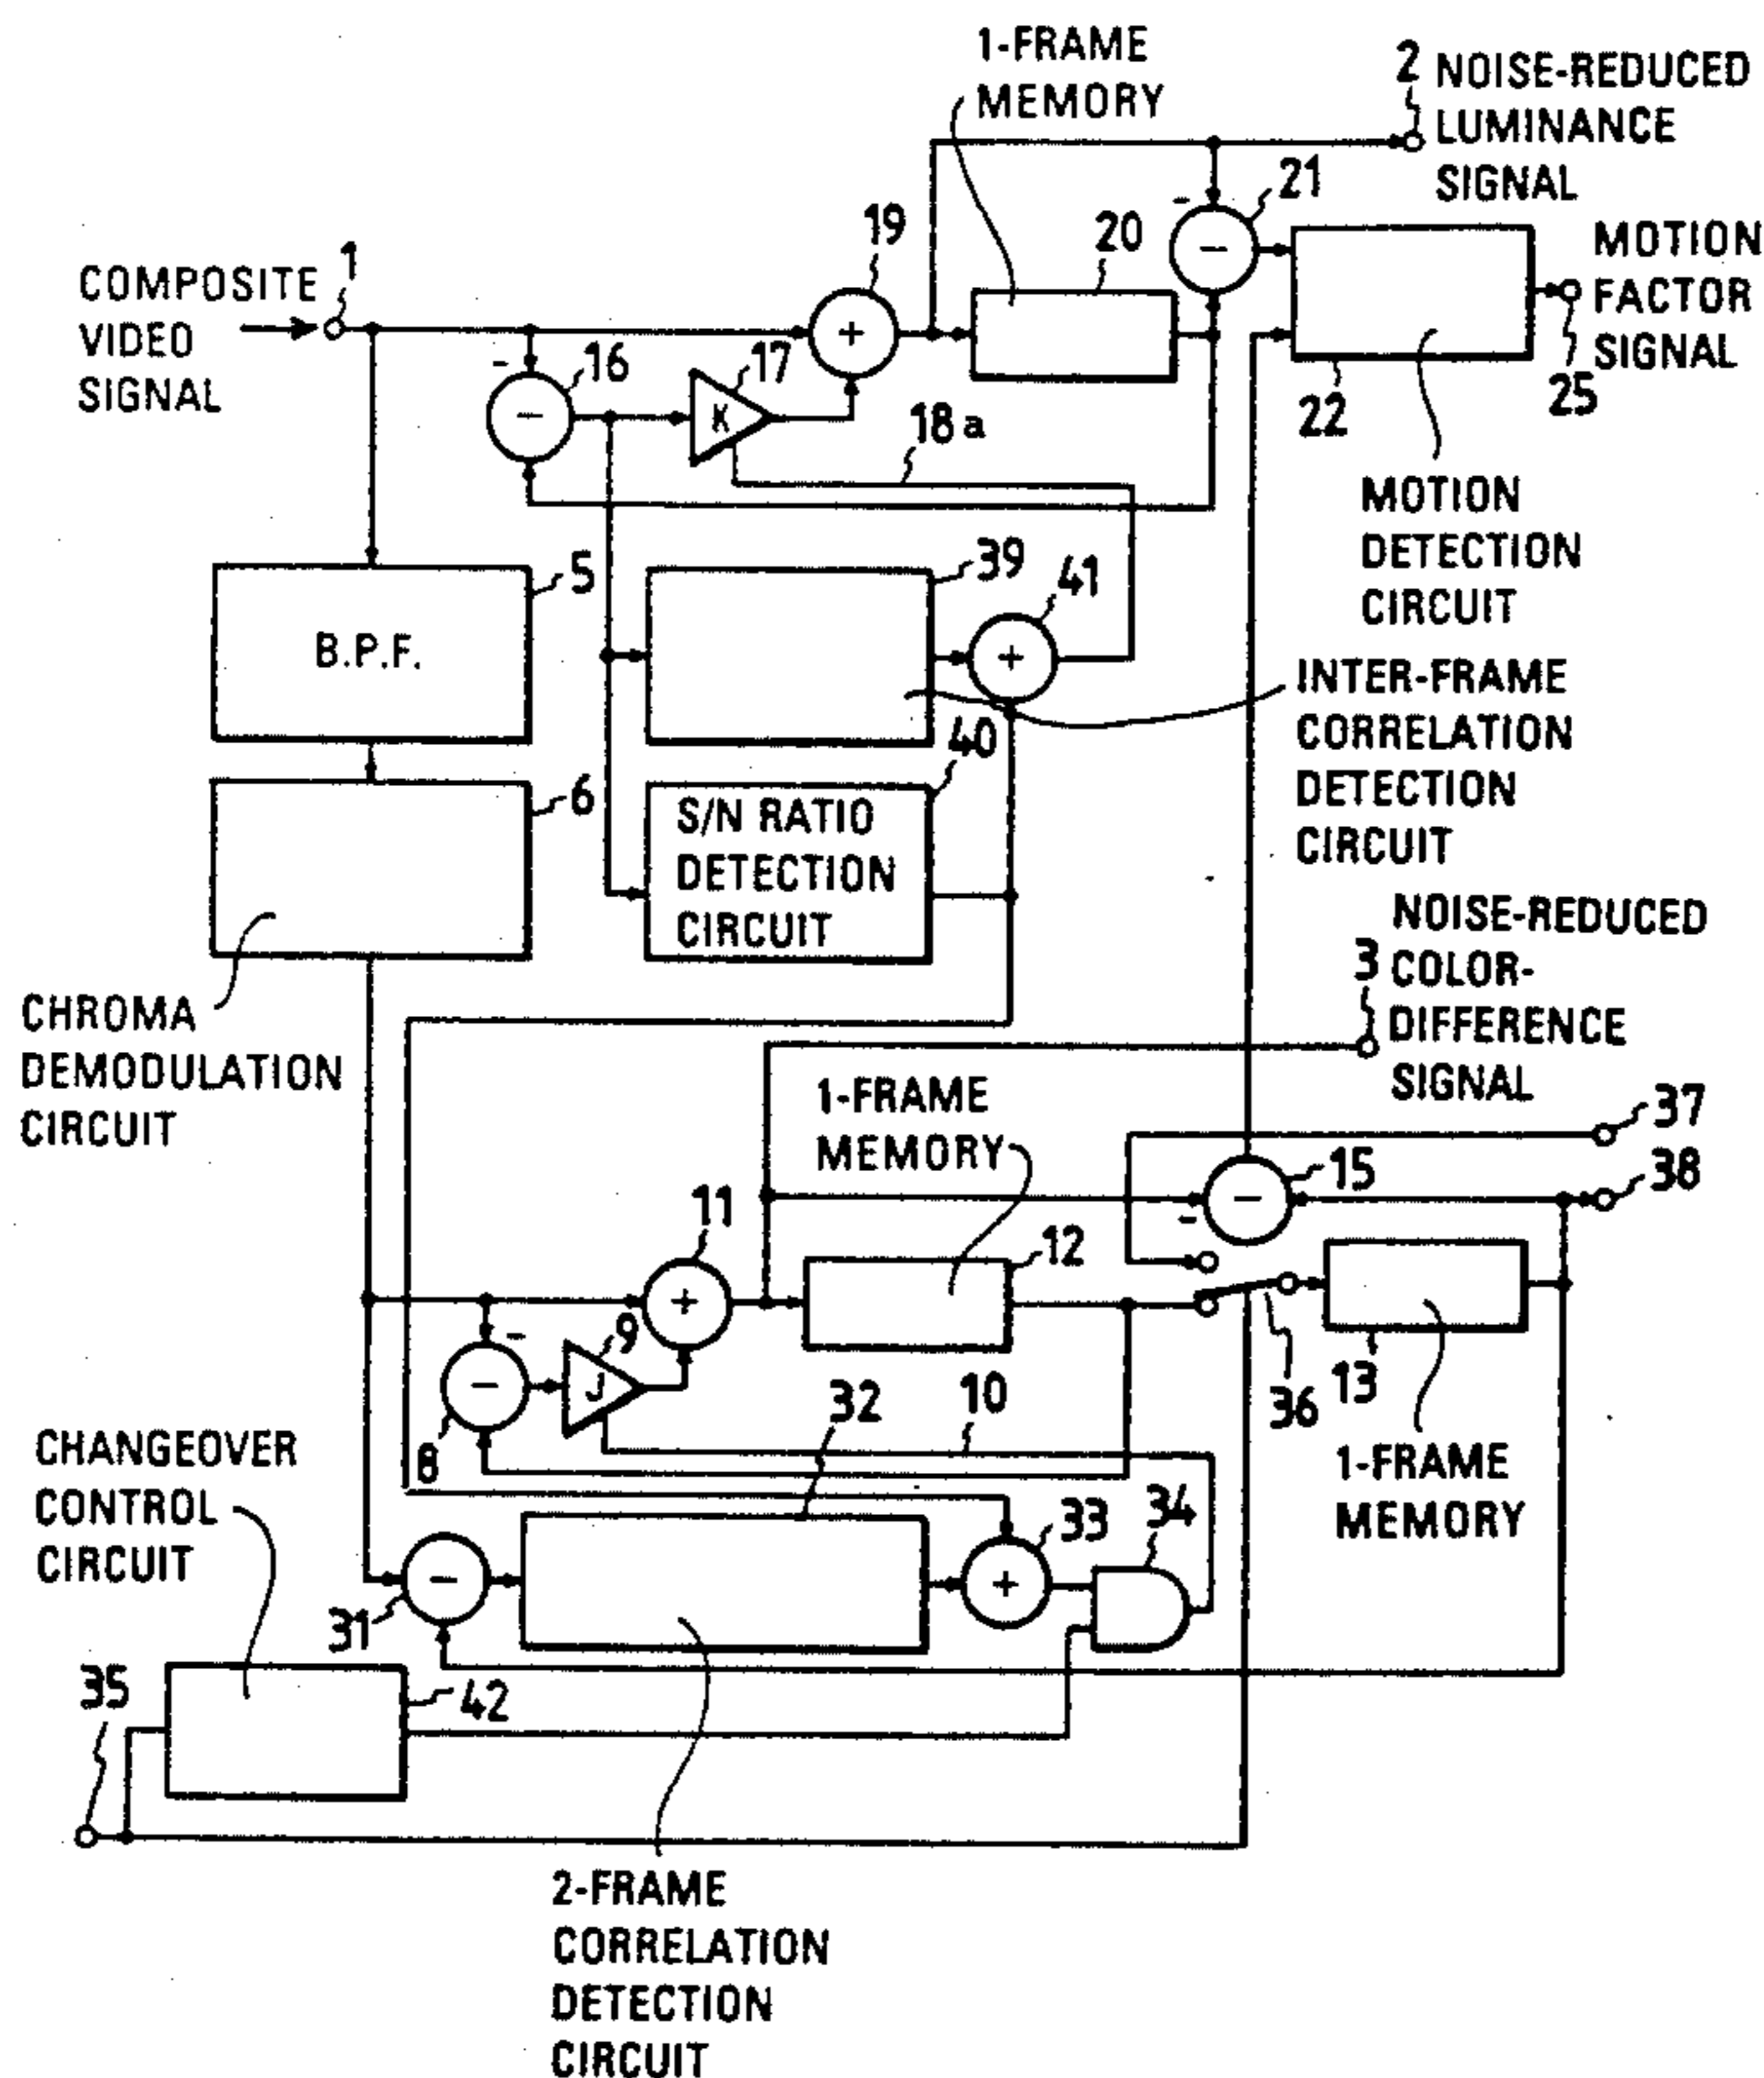 1-FRAME
MEMORY
2
NOISE-REDUCED
LUMINANCE
SIGNAL
21
19
20
COMPOSITE
VIDEO
SIGNAL
1
+
-
-
MOTION
FACTOR
SIGNAL
-
-
16
17
K
18a
22
25
MOTION
DETECTION
CIRCUIT
5
B.P.F.
39
41
+
INTER-FRAME
CORRELATION
DETECTION
CIRCUIT
6
40
S/N RATIO
DETECTION
CIRCUIT
CHROMA
DEMODULATION
CIRCUIT
NOISE-REDUCED
3
COLOR-
DIFFERENCE
SIGNAL
1-FRAME
MEMORY
37
15
38
-
-
11
12
+
-
9
J
-
8
10
36
13
1-FRAME
MEMORY
CHANGEOVER
CONTROL
CIRCUIT
32
33
34
-
+
31
35
42
2-FRAME
CORRELATION
DETECTION
CIRCUIT